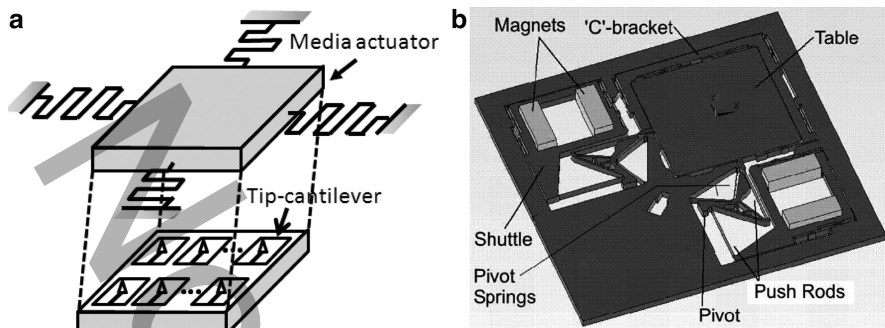 a
Media actuator
Tip-cantilever
b
Magnets
'C'-bracket
Table
Shuttle
Pivot
Springs
Pivot
Push Rods